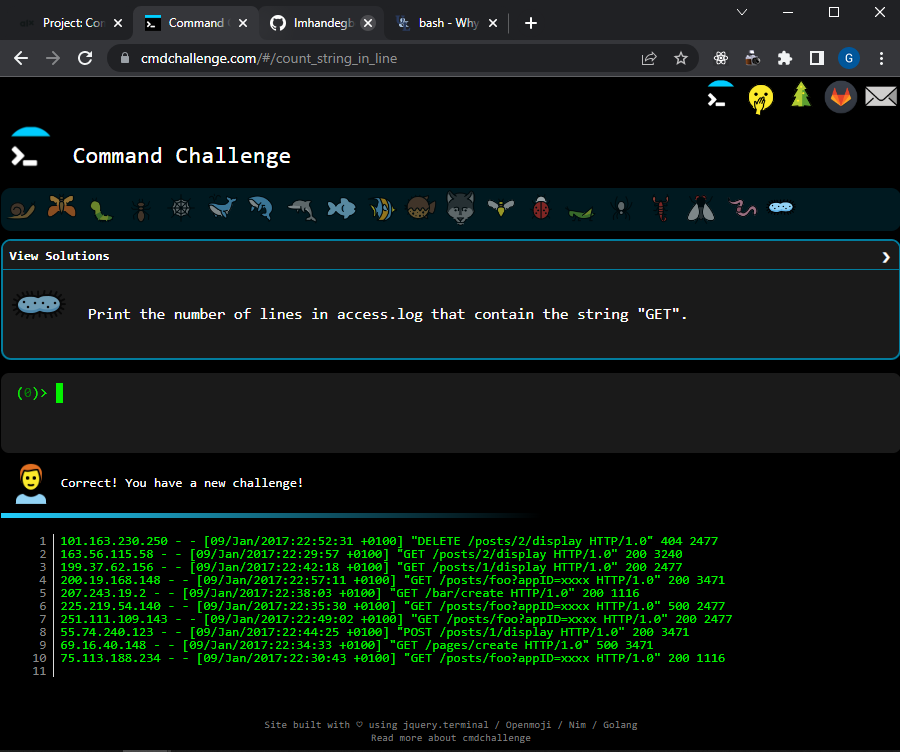 Project: Co
Command
lmhandegb
bash - Why
cmdchallenge.com/#/count_string_in_line
G
Command Challenge
View Solutions
Print the number of lines in access.log that contain the string "GET".
(0)>
Correct! You have a new challenge!
1 101.163.230.250 - - [09/Jan/2017:22:52:31 +0100] "DELETE /posts/2/display HTTP/1.0" 404 2477
2 163.56.115.58 - - [09/Jan/2017:22:29:57 +0100] "GET /posts/2/display HTTP/1.0" 200 3240
3 199.37.62.156 - - [09/Jan/2017:22:42:18 +0100] "GET /posts/1/display HTTP/1.0" 200 2477
4 200.19.168.148 - - [09/Jan/2017:22:57:11 +0100] "GET /posts/foo?appID=xxxx HTTP/1.0" 200 3471
5 207.243.19.2 - - [09/Jan/2017:22:38:03 +0100] "GET /bar/create HTTP/1.0" 200 1116
6 225.219.54.140 - - [09/Jan/2017:22:35:30 +0100] "GET /posts/foo?appID=xxxx HTTP/1.0" 500 2477
7 251.111.109.143 - - [09/Jan/2017:22:49:02 +0100] "GET /posts/foo?appID=xxxx HTTP/1.0" 200 2477
8 55.74.240.123 - - [09/Jan/2017:22:44:25 +0100] "POST /posts/1/display HTTP/1.0" 200 3471
9 69.16.40.148 - - [09/Jan/2017:22:34:33 +0100] "GET /pages/create HTTP/1.0" 500 3471
10 75.113.188.234 - - [09/Jan/2017:22:30:43 +0100] "GET /posts/foo?appID=xxxx HTTP/1.0" 200 1116
11
Site built with ♡ using jquery.terminal / Openmoji / Nim / Golang
Read more about cmdchallenge